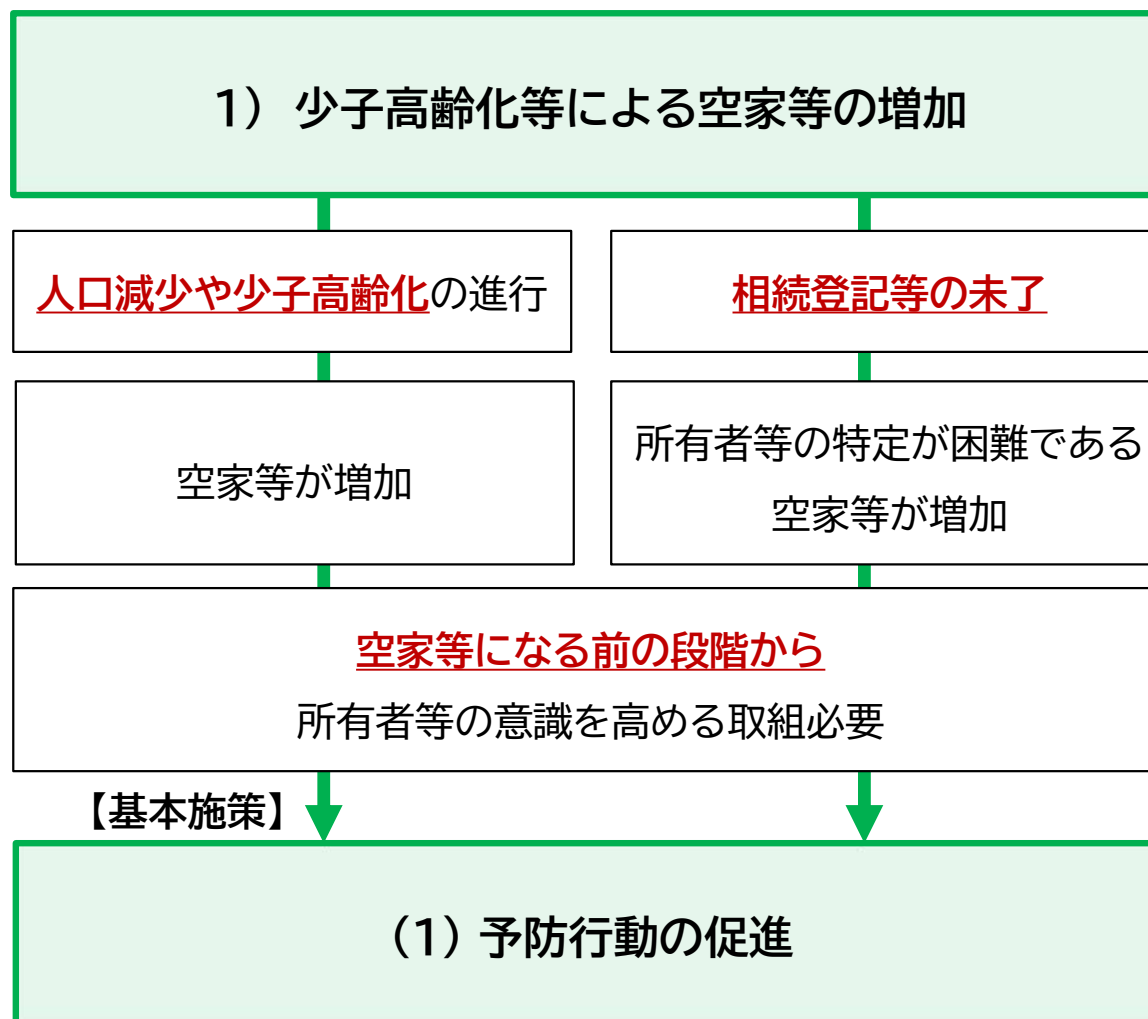 1） 少子高齢化等による空家等の増加
人口減少や少子高齢化の進行
相続登記等の未了
空家等が増加
所有者等の特定が困難である
空家等が増加
空家等になる前の段階から
所有者等の意識を高める取組必要
【基本施策】
（1）予防行動の促進